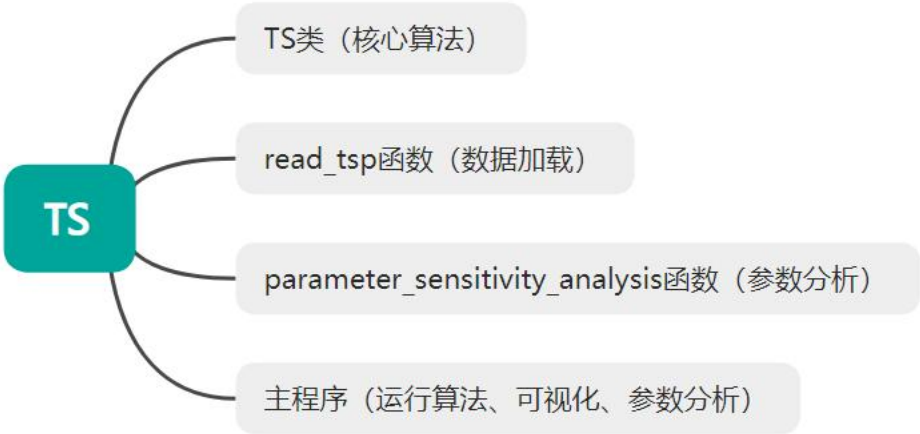 TS
TS类（核心算法）
read_tsp函数（数据加载）
parameter_sensitivity_analysis函数（参数分析）
主程序（运行算法、可视化、参数分析）